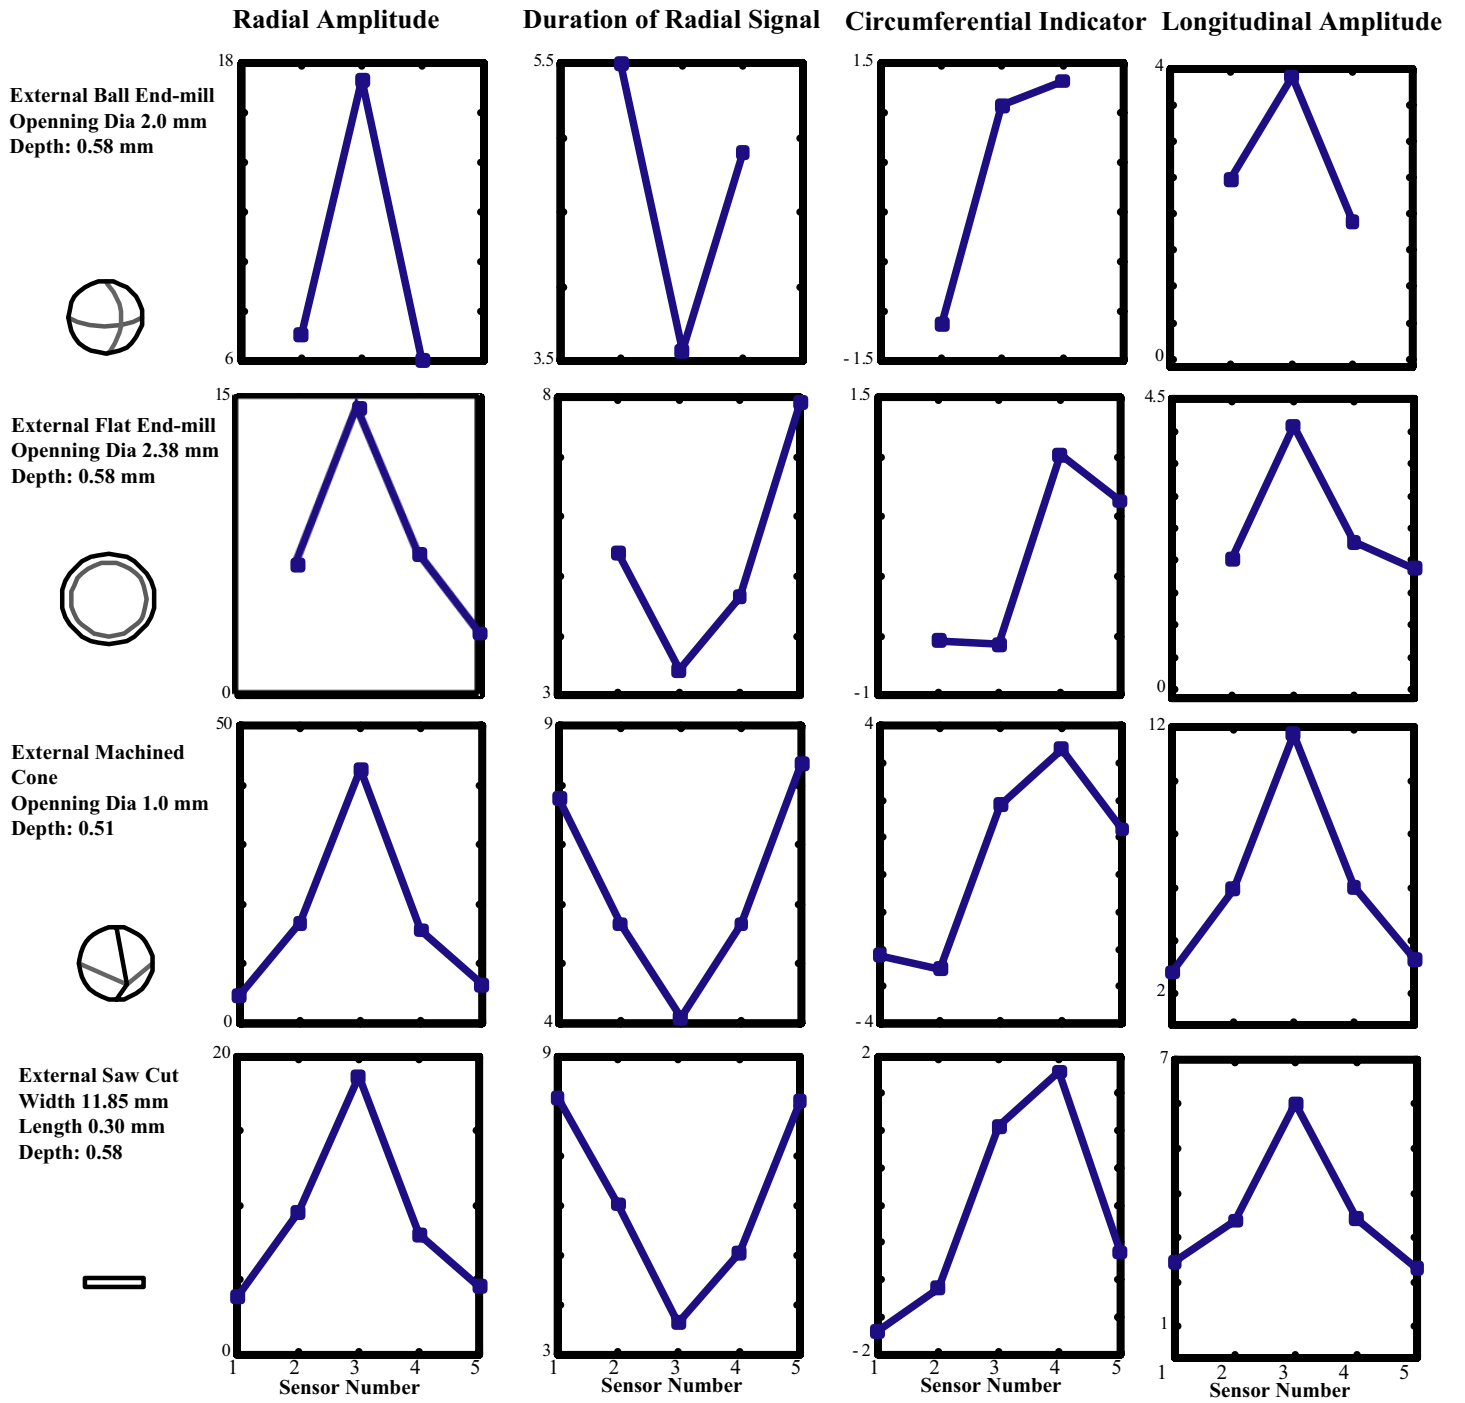 Radial Amplitude
Duration of Radial Signal
Circumferential Indicator
Longitudinal Amplitude
External Ball End-mill
Openning Dia 2.0 mm
Depth: 0.58 mm
18
6
5.5
3.5
1.5
- 1.5
4
0
External Flat End-mill
Openning Dia 2.38 mm
Depth: 0.58 mm
15
0
8
3
1.5
- 1
4.5
0
External Machined
Cone
Openning Dia 1.0 mm
Depth: 0.51
50
0
9
4
4
- 4
12
2
External Saw Cut
Width 11.85 mm
Length 0.30 mm
Depth: 0.58
20
0
9
3
2
- 2
7
1
1 2 3 4 5
Sensor Number
1 2 3 4 5
Sensor Number
1 2 3 4 5
Sensor Number
1 2 3 4 5
Sensor Number